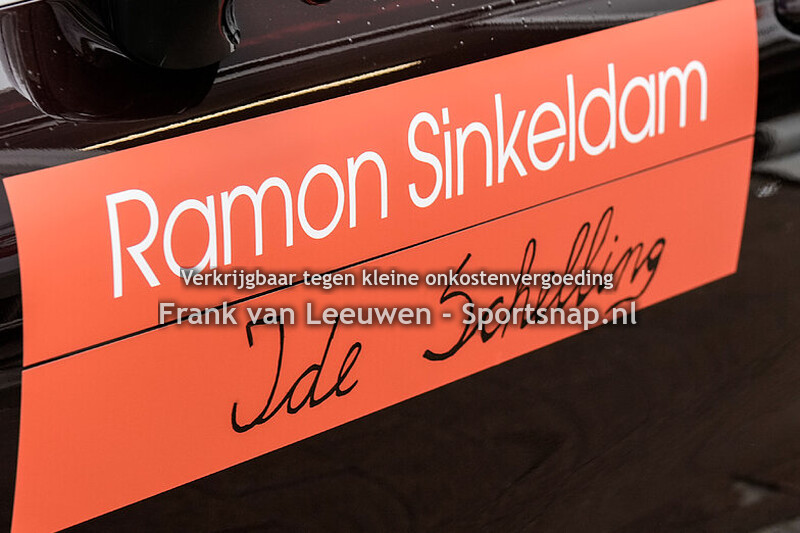 Ramon Sinkeldam
Verkrijgbaar tegen kleine onkostenvergoeding
Frank van Leeuwen - Sportsnap.nl
Ide Schelling